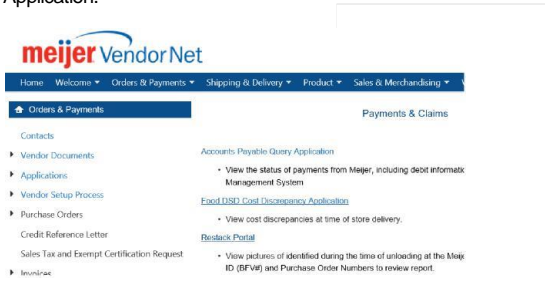 Application.
meijer Vendor Net
Home Welcome Orders & Payments Shipping & Delivery Product Sales & Merchandising
Orders & Payments
Payments & Claims
Contacts
Vendor Documents
Applications
Vendor Setup Process
Purchase Orders
Credit Reference Letter
Sales Tax and Exempt Certification Request
Invoices
Accounts Payable Query Application
• View the status of payments from Meijer, including debit informatic
Management System
Food DSD Cost Discrepancy Application
• View cost discrepancies at time of store delivery.
Restack Portal
• View pictures of identified during the time of unloading at the Meije
ID (BFV#) and Purchase Order Numbers to review report.